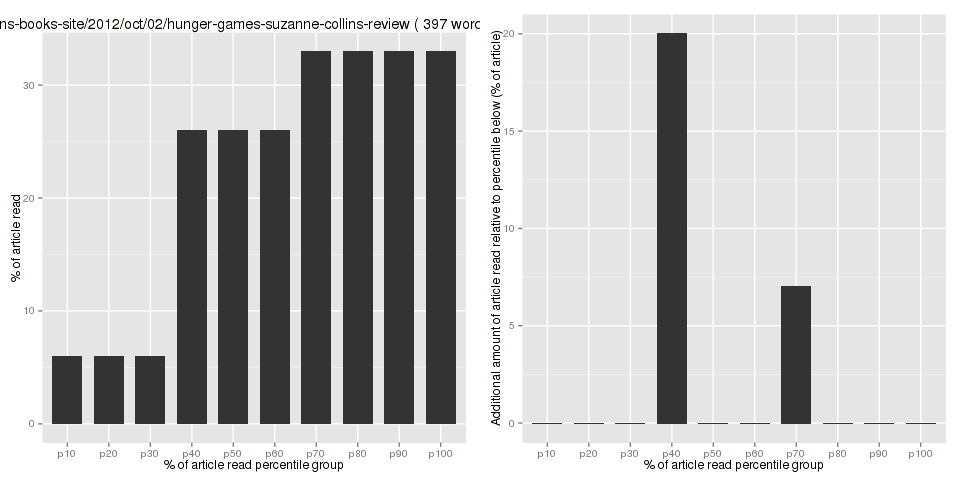 ns-books-site/2012/oct/02/hunger-games-suzanne-collins-review ( 397 word
% of article read
30
20
10
0
p10 p20 p30 p40 p50 p60 p70 p80 p90 p100
% of article read percentile group
Additional amount of article read relative to percentile below (% of article)
20
15
10
5
0
p10 p20 p30 p40 p50 p60 p70 p80 p90 p100
% of article read percentile group